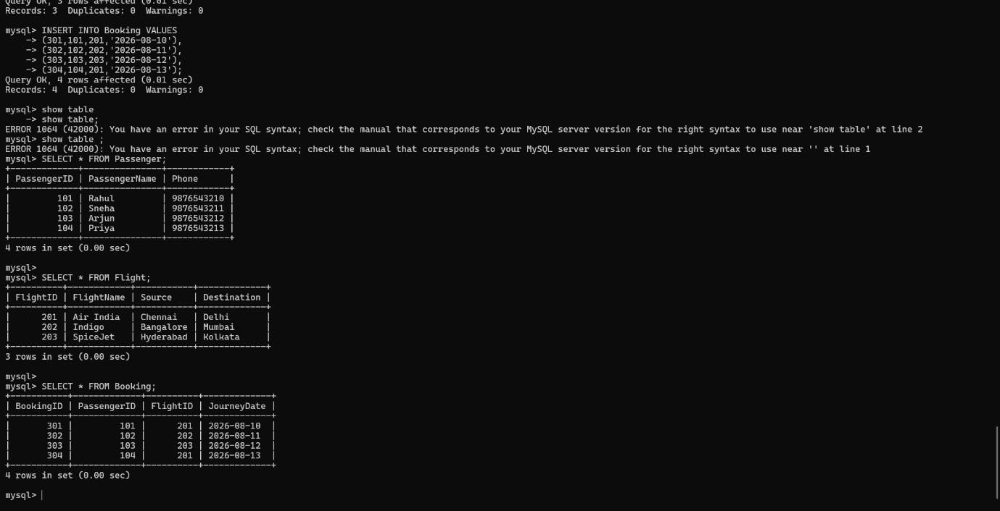 Query OK, 3 rows affected (0.01 sec)
Records: 3  Duplicates: 0  Warnings: 0

mysql> INSERT INTO Booking VALUES
    -> (301,101,201,'2026-08-10'),
    -> (302,102,202,'2026-08-11'),
    -> (303,103,203,'2026-08-12'),
    -> (304,104,201,'2026-08-13');
Query OK, 4 rows affected (0.01 sec)
Records: 4  Duplicates: 0  Warnings: 0

mysql> show table
    -> show table;
ERROR 1064 (42000): You have an error in your SQL syntax; check the manual that corresponds to your MySQL server version for the right syntax to use near 'show table' at line 2
mysql> show table ;
ERROR 1064 (42000): You have an error in your SQL syntax; check the manual that corresponds to your MySQL server version for the right syntax to use near '' at line 1
mysql> SELECT * FROM Passenger;
+-------------+---------------+------------+
| PassengerID | PassengerName | Phone      |
+-------------+---------------+------------+
|         101 | Rahul         | 9876543210 |
|         102 | Sneha         | 9876543211 |
|         103 | Arjun         | 9876543212 |
|         104 | Priya         | 9876543213 |
+-------------+---------------+------------+
4 rows in set (0.00 sec)

mysql>
mysql> SELECT * FROM Flight;
+----------+------------+-----------+-------------+
| FlightID | FlightName | Source    | Destination |
+----------+------------+-----------+-------------+
|      201 | Air India  | Chennai   | Delhi       |
|      202 | Indigo     | Bangalore | Mumbai      |
|      203 | SpiceJet   | Hyderabad | Kolkata     |
+----------+------------+-----------+-------------+
3 rows in set (0.00 sec)

mysql>
mysql> SELECT * FROM Booking;
+-----------+-------------+----------+-------------+
| BookingID | PassengerID | FlightID | JourneyDate |
+-----------+-------------+----------+-------------+
|       301 |         101 |      201 | 2026-08-10  |
|       302 |         102 |      202 | 2026-08-11  |
|       303 |         103 |      203 | 2026-08-12  |
|       304 |         104 |      201 | 2026-08-13  |
+-----------+-------------+----------+-------------+
4 rows in set (0.00 sec)

mysql>